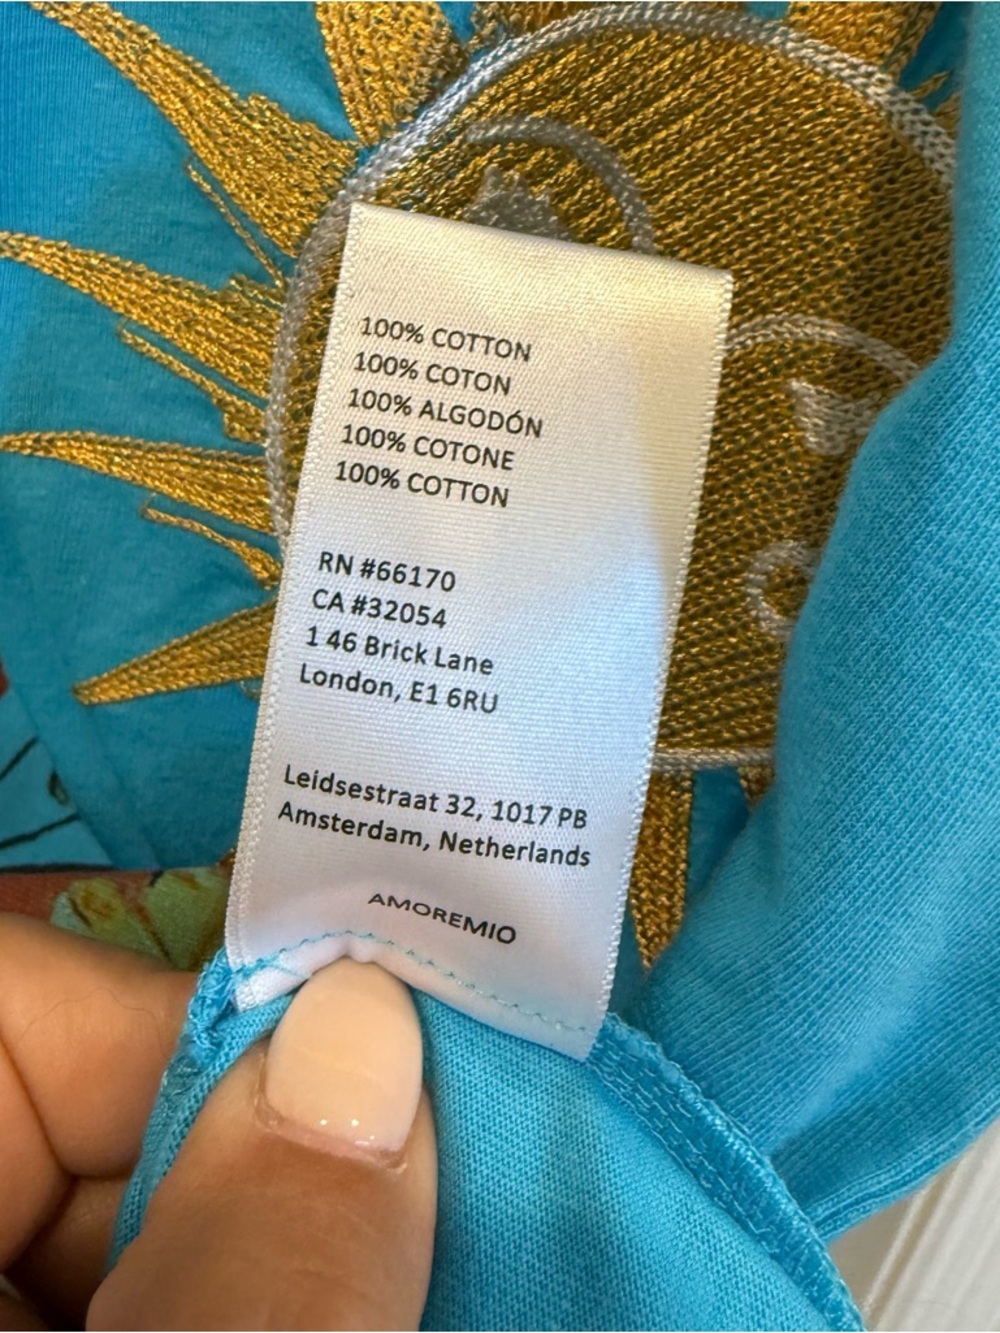 100% COTTON
100% COTON
100% ALGODÓN
100% COTONE
100% COTTON
RN #66170
CA #32054
1 46 Brick Lane
London, E1 6RU
Leidsestraat 32, 1017 PB
Amsterdam, Netherlands
AMOREMIO